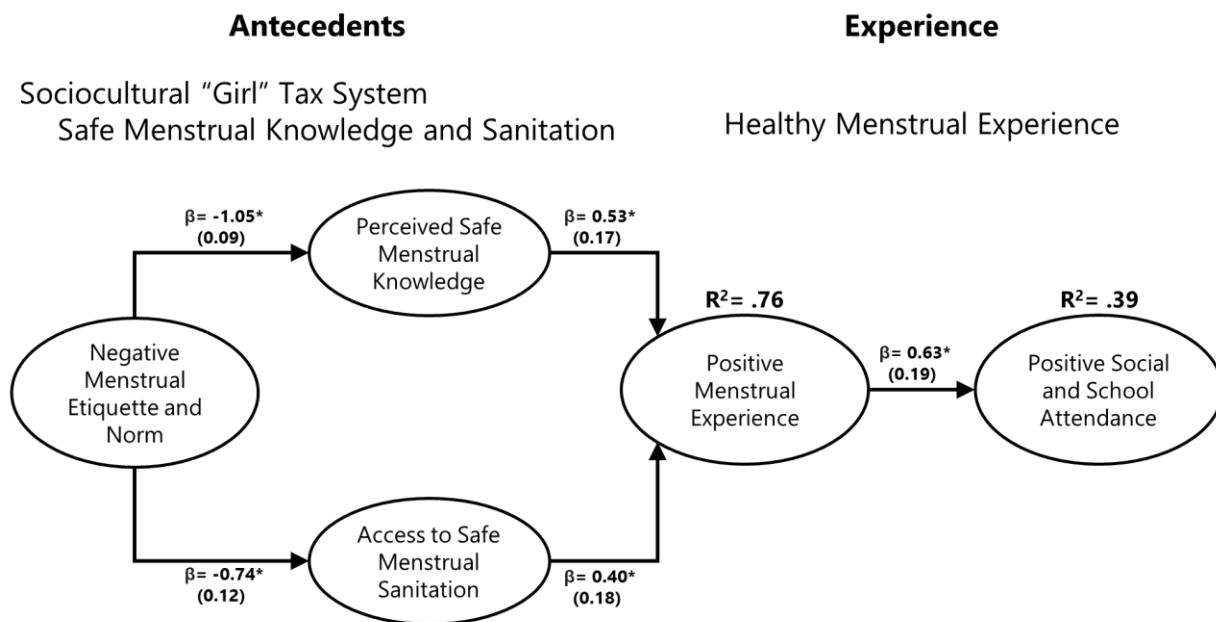 Antecedents
Experience
Sociocultural “Girl” Tax System
Safe Menstrual Knowledge and Sanitation
Healthy Menstrual Experience
β= -1.05*
(0.09)
Perceived Safe
Menstrual
Knowledge
β= 0.53*
(0.17)
Negative
Menstrual
Etiquette and
Norm
R²= .76
Positive
Menstrual
Experience
β= 0.63*
(0.19)
R²= .39
Positive Social
and School
Attendance
β= -0.74*
(0.12)
Access to Safe
Menstrual
Sanitation
β= 0.40*
(0.18)